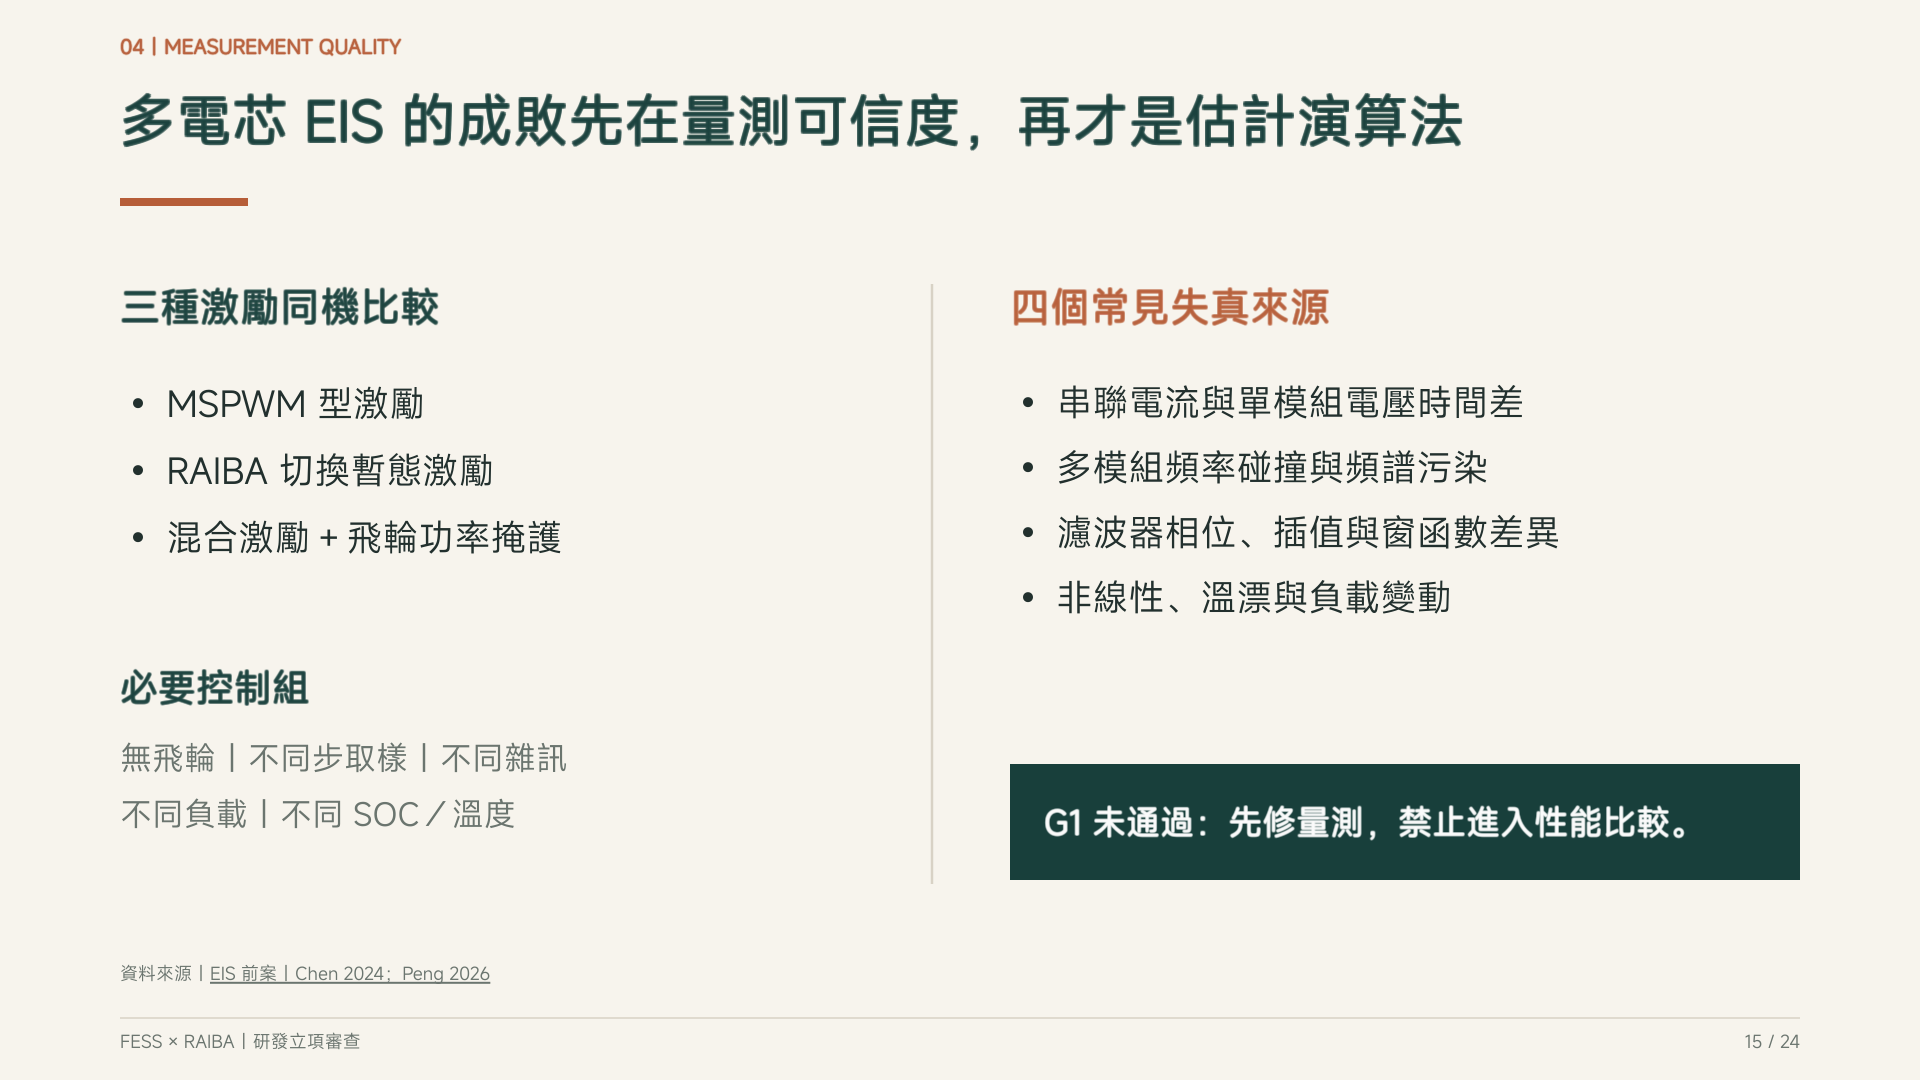 04｜MEASUREMENT QUALITY
多電芯 EIS 的成敗先在量測可信度，再才是估計演算法
三種激勵同機比較
• MSPWM 型激勵
• RAIBA 切換暫態激勵
• 混合激勵 + 飛輪功率掩護
必要控制組
無飛輪｜不同步取樣｜不同雜訊
不同負載｜不同 SOC／溫度
四個常見失真來源
• 串聯電流與單模組電壓時間差
• 多模組頻率碰撞與頻譜污染
• 濾波器相位、插值與窗函數差異
• 非線性、溫漂與負載變動
G1 未通過：先修量測，禁止進入性能比較。
資料來源｜EIS 前案｜Chen 2024；Peng 2026
FESS × RAIBA｜研發立項審查
15 / 24